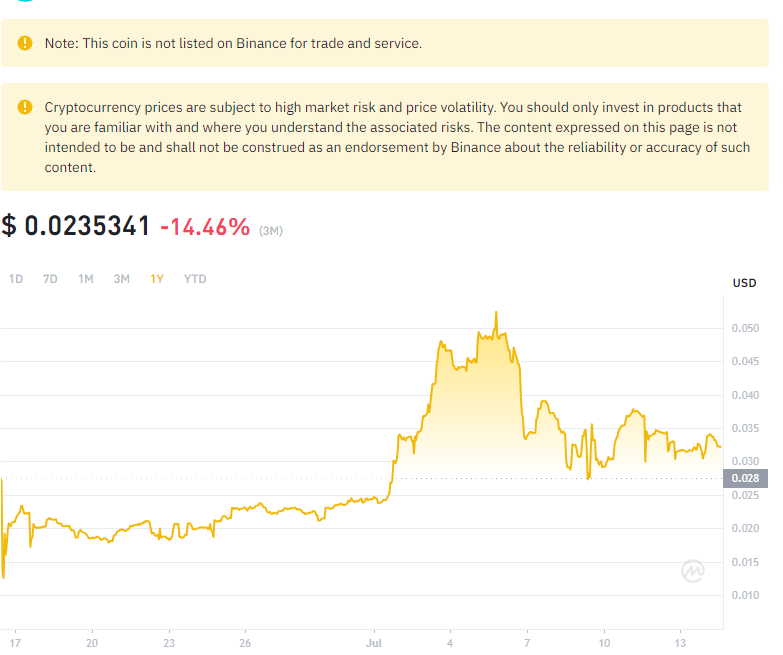 Note: This coin is not listed on Binance for trade and service.
Cryptocurrency prices are subject to high market risk and price volatility. You should only invest in products that
you are familiar with and where you understand the associated risks. The content expressed on this page is not
intended to be and shall not be construed as an endorsement by Binance about the reliability or accuracy of such
content.
$ 0.0235341 -14.46% (3M)
1D 7D 1M 3M 1Y YTD
USD
0.050
0.045
0.040
0.035
0.030
0.028
0.025
0.020
0.015
0.010
17 20 23 26 Jul 4 7 10 13